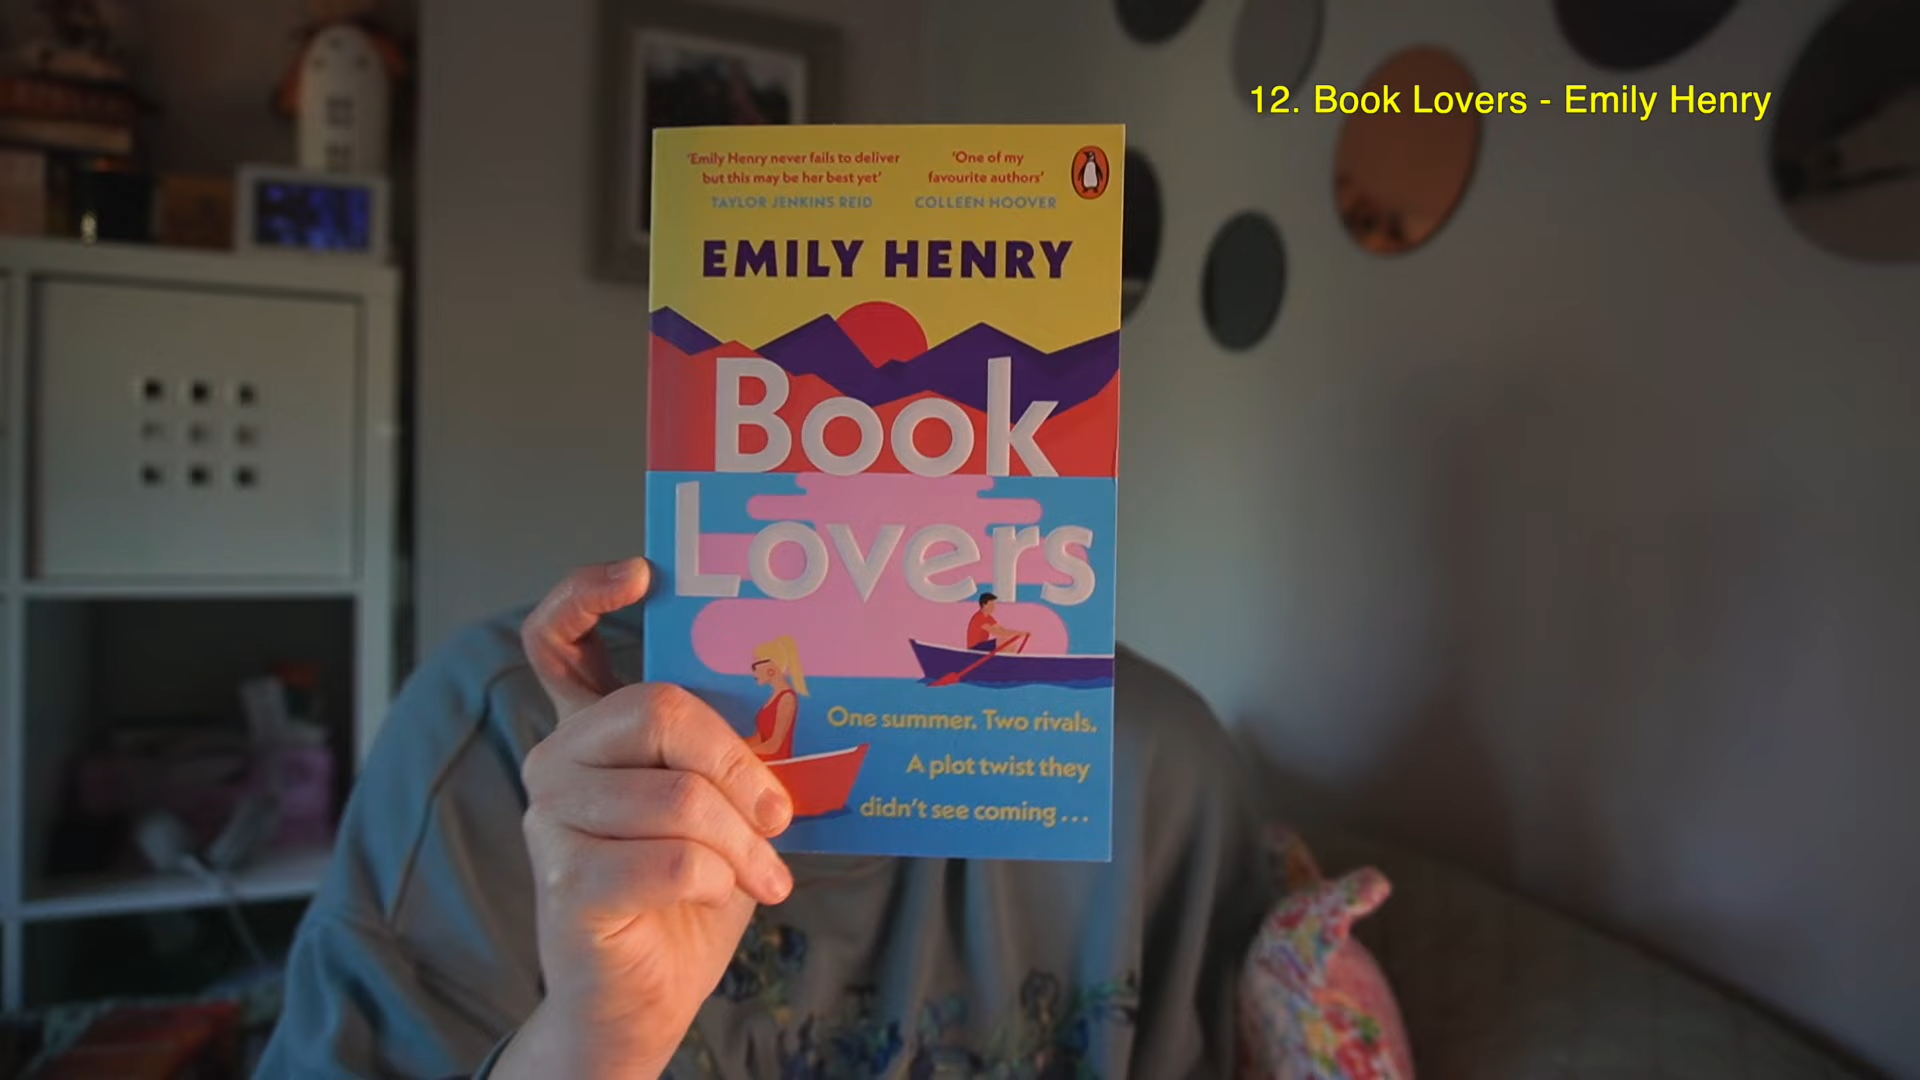 12. Book Lovers - Emily Henry
'Emily Henry never fails to deliver
but this may be her best yet'
TAYLOR JENKINS REID
'One of my
favourite authors'
COLLEEN HOOVER
EMILY HENRY
Book
Lovers
One summer. Two rivals.
A plot twist they
didn't see coming...